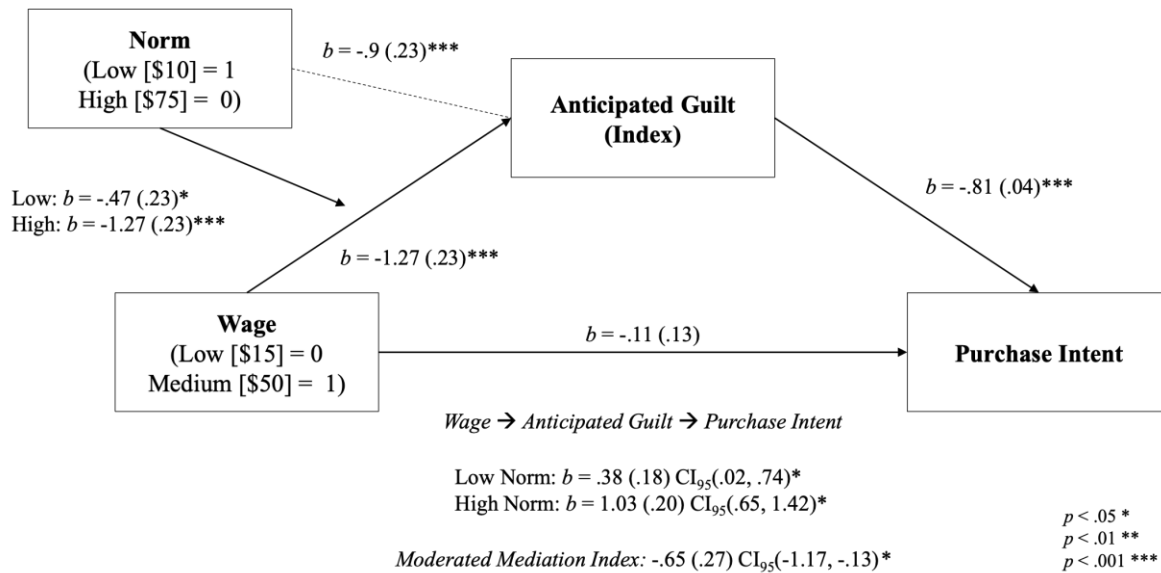 Norm
(Low [$10] = 1
High [$75] = 0)
b = -.9 (.23)***
Anticipated Guilt
(Index)
Low: b = -.47 (.23)*
High: b = -1.27 (.23)***
b = -1.27 (.23)***
b = -.81 (.04)***
Wage
(Low [$15] = 0
Medium [$50] = 1)
b = -.11 (.13)
Purchase Intent
Wage → Anticipated Guilt → Purchase Intent
Low Norm: b = .38 (.18) CI₉₅(.02, .74)*
High Norm: b = 1.03 (.20) CI₉₅(.65, 1.42)*
Moderated Mediation Index: -.65 (.27) CI₉₅(-1.17, -.13)*
p < .05 *
p < .01 **
p < .001 ***